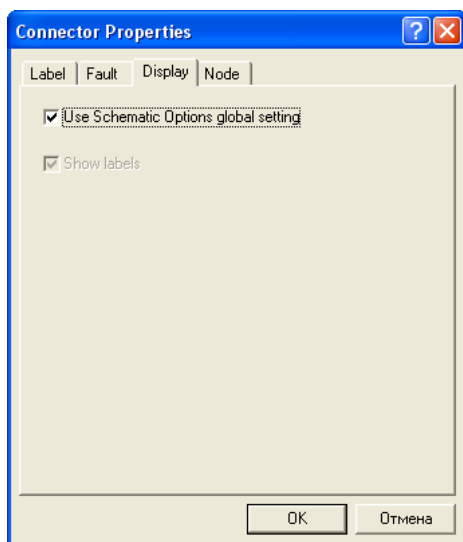 Connector Properties
Label Fault Display Node
Use Schematic Options global setting
Show labels
OK Отмена